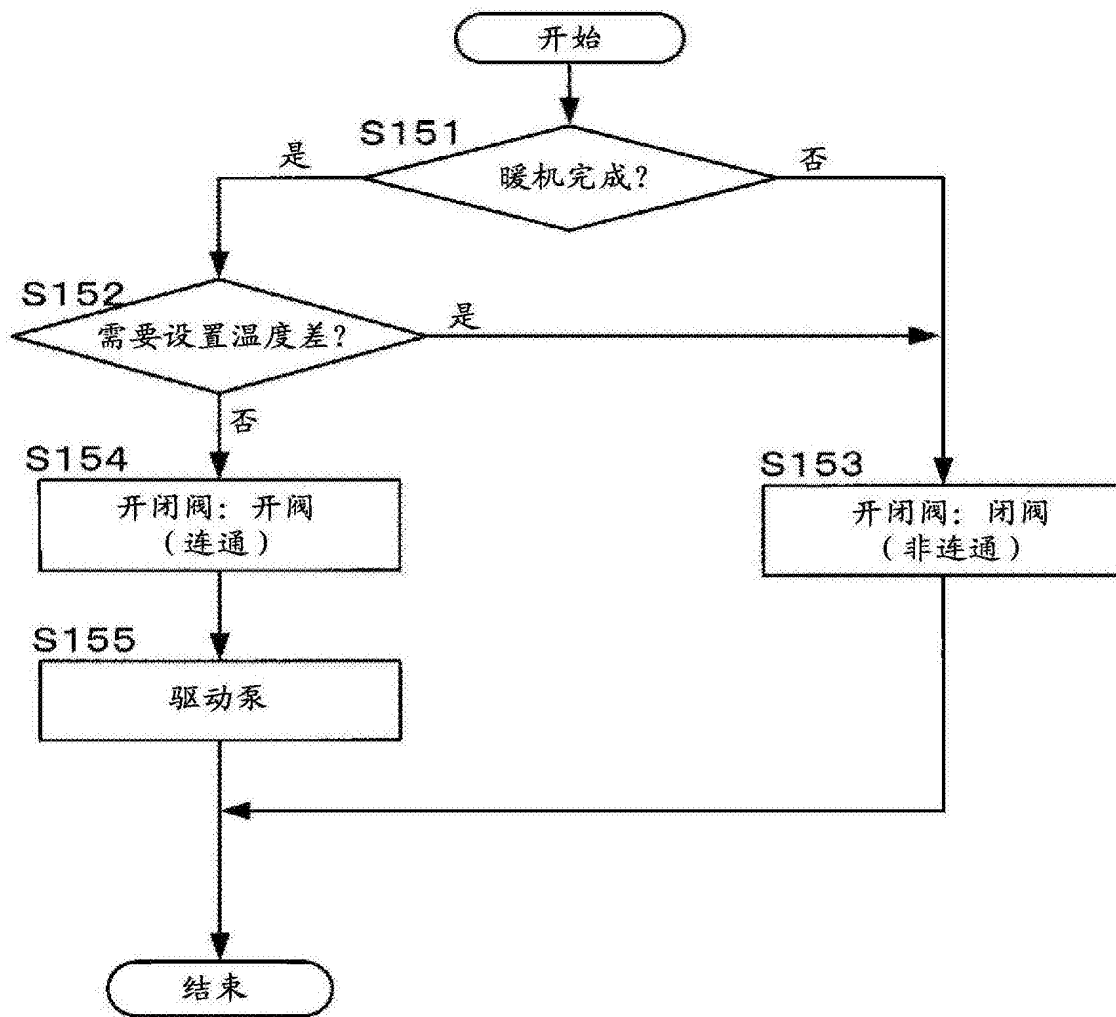 开始
S151
是
暖机完成?
否
S152
需要设置温度差?
是
否
S154
开闭阀: 开阀
(连通)
S153
开闭阀: 闭阀
(非连通)
S155
驱动泵
结束